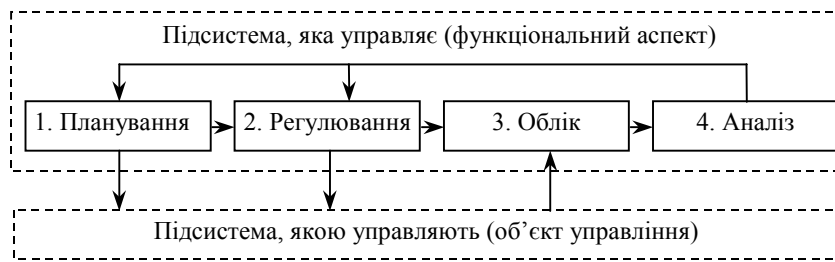 Підсистема, яка управляє (функціональний аспект)
1. Планування
2. Регулювання
3. Облік
4. Аналіз
Підсистема, якою управляють (об’єкт управління)